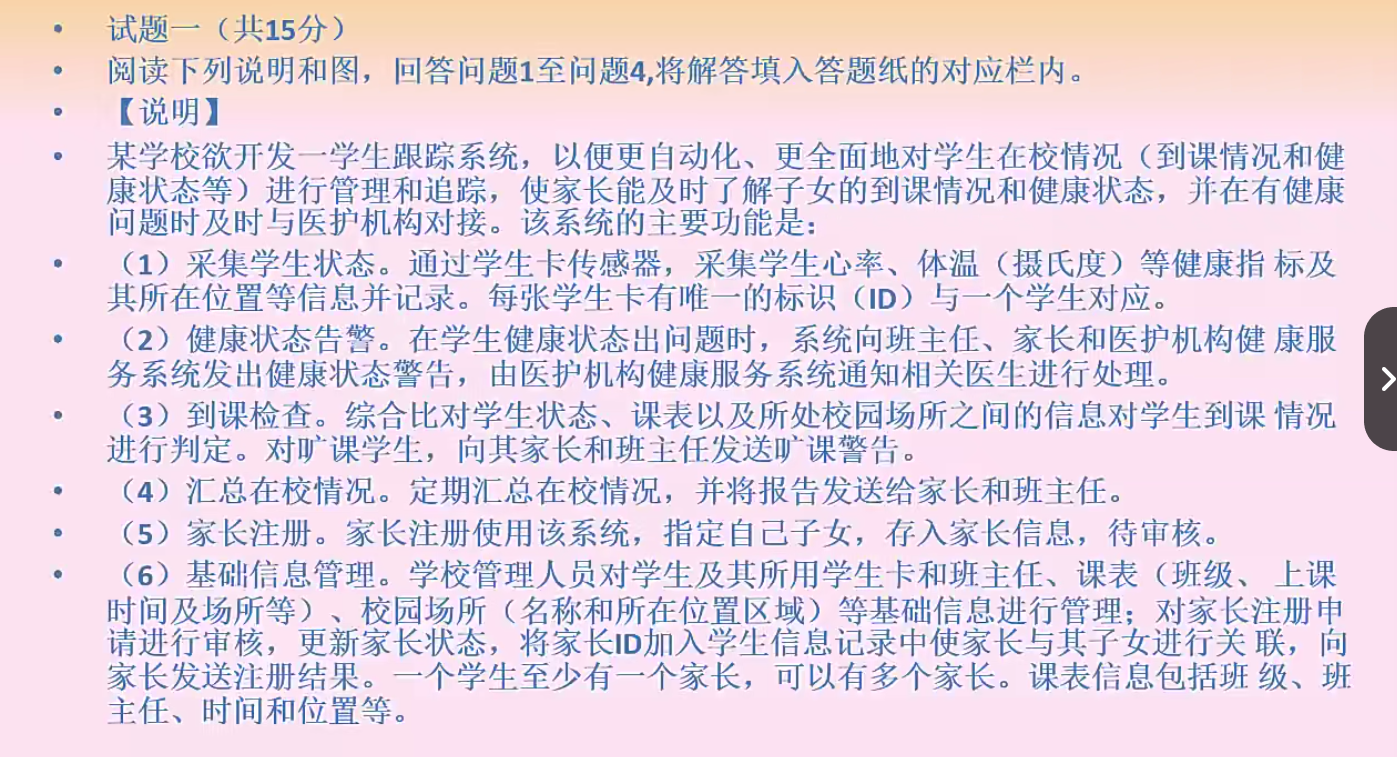 • 试题一（共15分）
• 阅读下列说明和图，回答问题1至问题4,将解答填入答题纸的对应栏内。
• 【说明】
• 某学校欲开发一学生跟踪系统，以便更自动化、更全面地对学生在校情况（到课情况和健
康状态等）进行管理和追踪，使家长能及时了解子女的到课情况和健康状态，并在有健康
问题时及时与医护机构对接。该系统的主要功能是：
• （1）采集学生状态。通过学生卡传感器，采集学生心率、体温（摄氏度）等健康指 标及
其所在位置等信息并记录。每张学生卡有唯一的标识（ID）与一个学生对应。
• （2）健康状态告警。在学生健康状态出问题时，系统向班主任、家长和医护机构健 康服
务系统发出健康状态警告，由医护机构健康服务系统通知相关医生进行处理。
• （3）到课检查。综合比对学生状态、课表以及所处校园场所之间的信息对学生到课 情况
进行判定。对旷课学生，向其家长和班主任发送旷课警告。
• （4）汇总在校情况。定期汇总在校情况，并将报告发送给家长和班主任。
• （5）家长注册。家长注册使用该系统，指定自己子女，存入家长信息，待审核。
• （6）基础信息管理。学校管理人员对学生及其所用学生卡和班主任、课表（班级、 上课
时间及场所等）、校园场所（名称和所在位置区域）等基础信息进行管理；对家长注册申
请进行审核，更新家长状态，将家长ID加入学生信息记录中使家长与其子女进行关 联，向
家长发送注册结果。一个学生至少有一个家长，可以有多个家长。课表信息包括班 级、班
主任、时间和位置等。